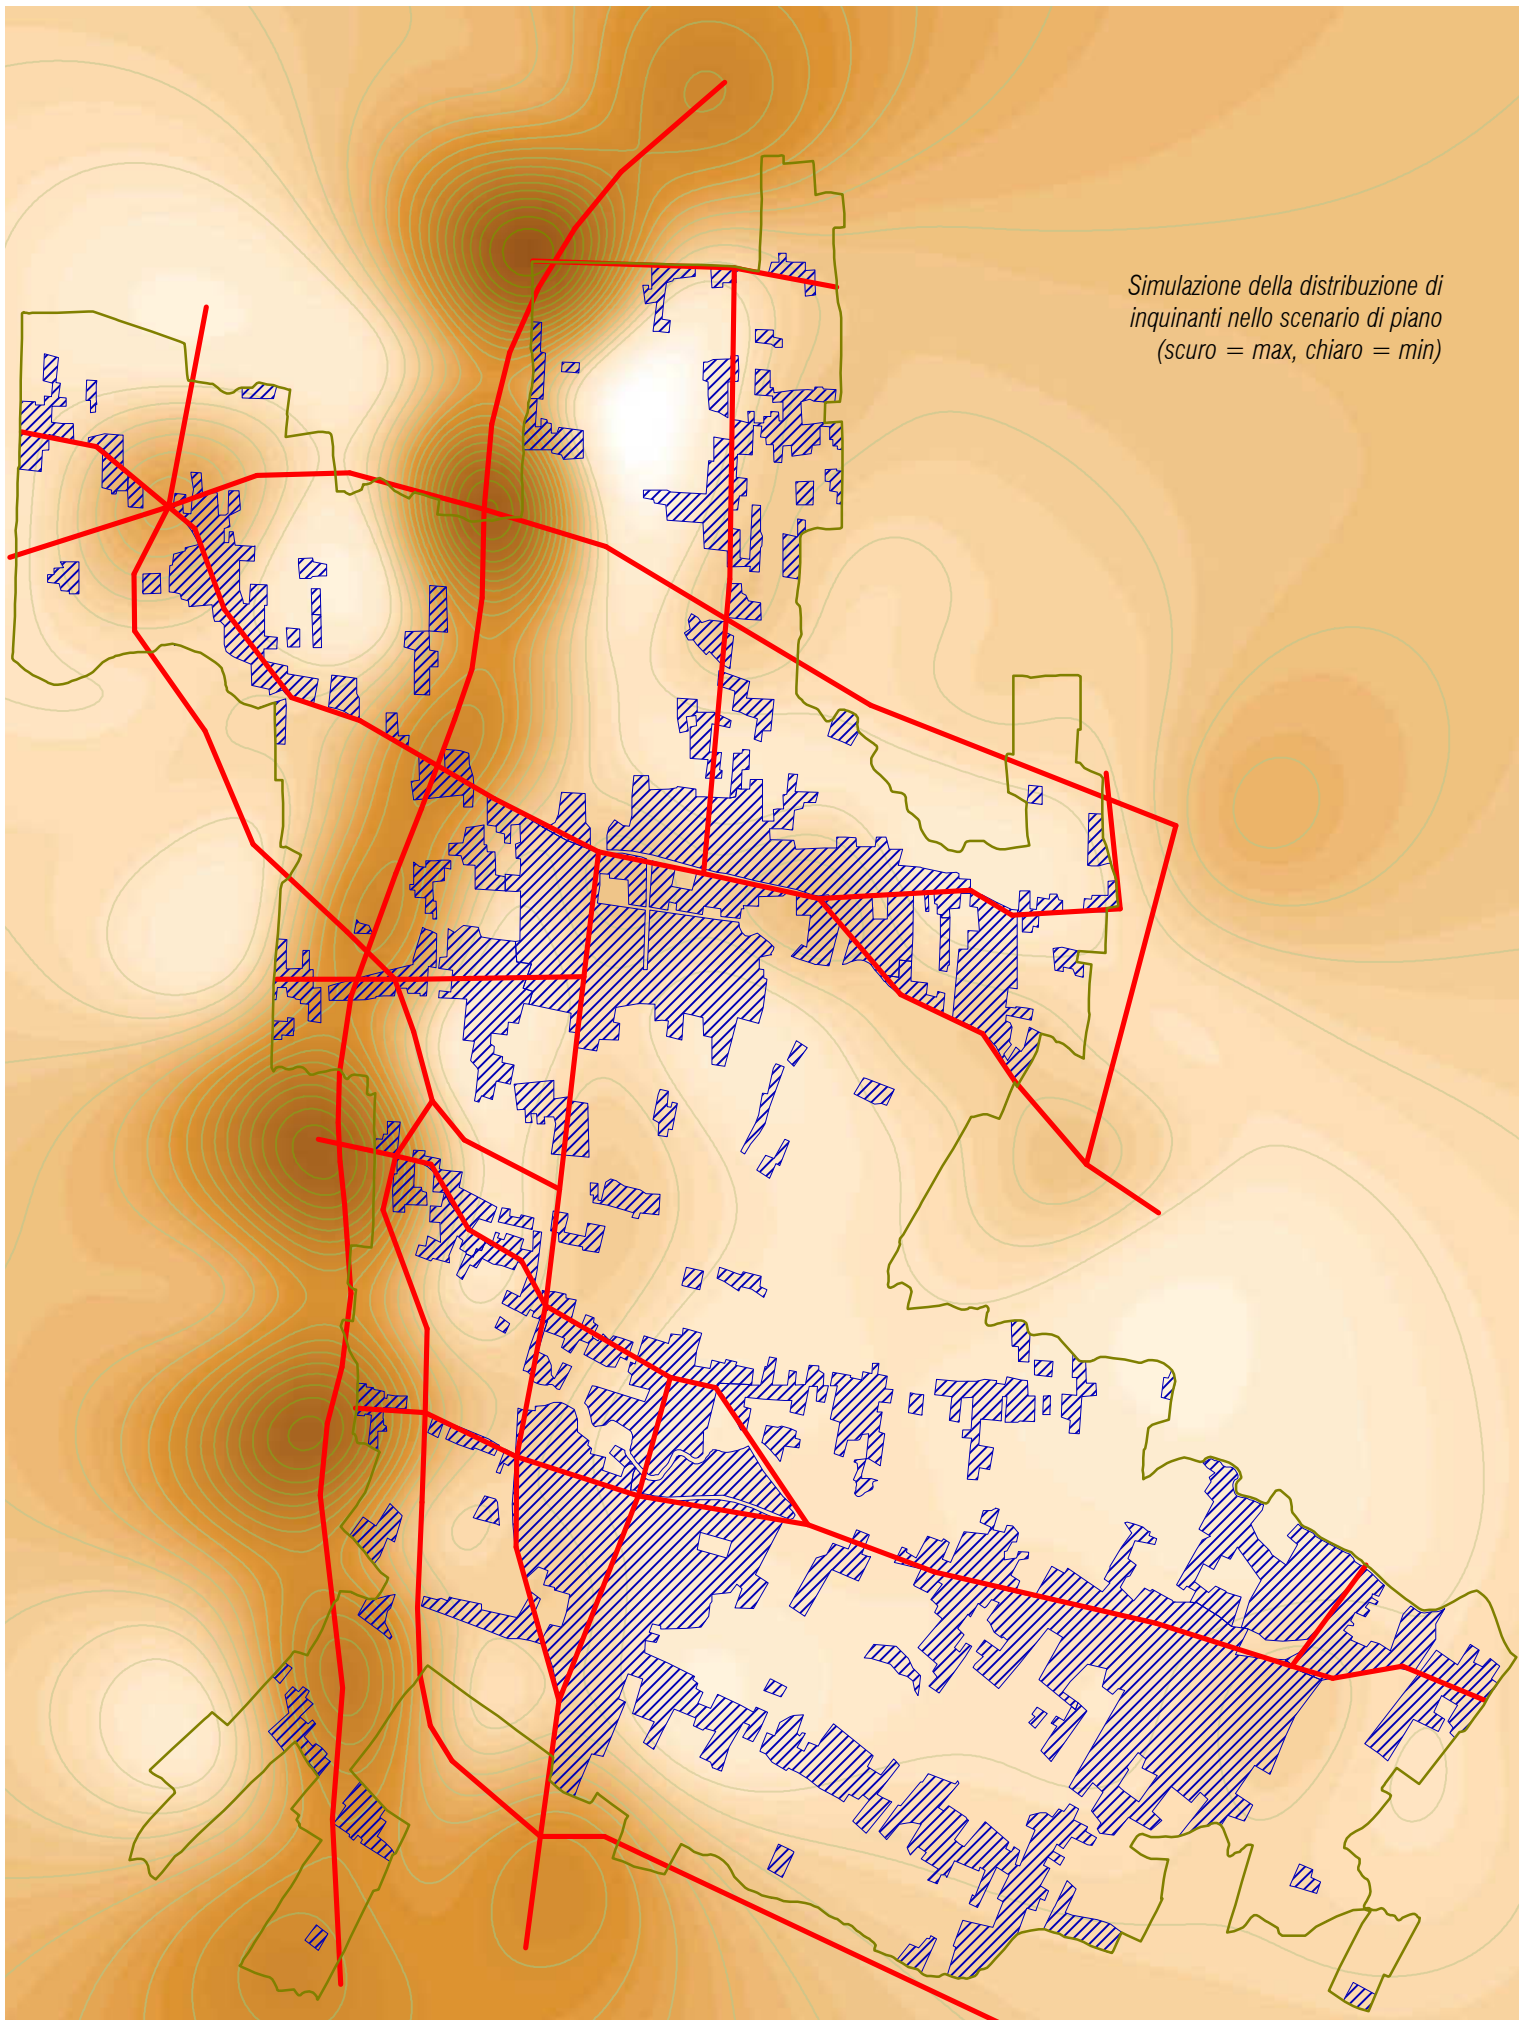 Simulazione della distribuzione di
inquinanti nello scenario di piano
(scuro = max, chiaro = min)